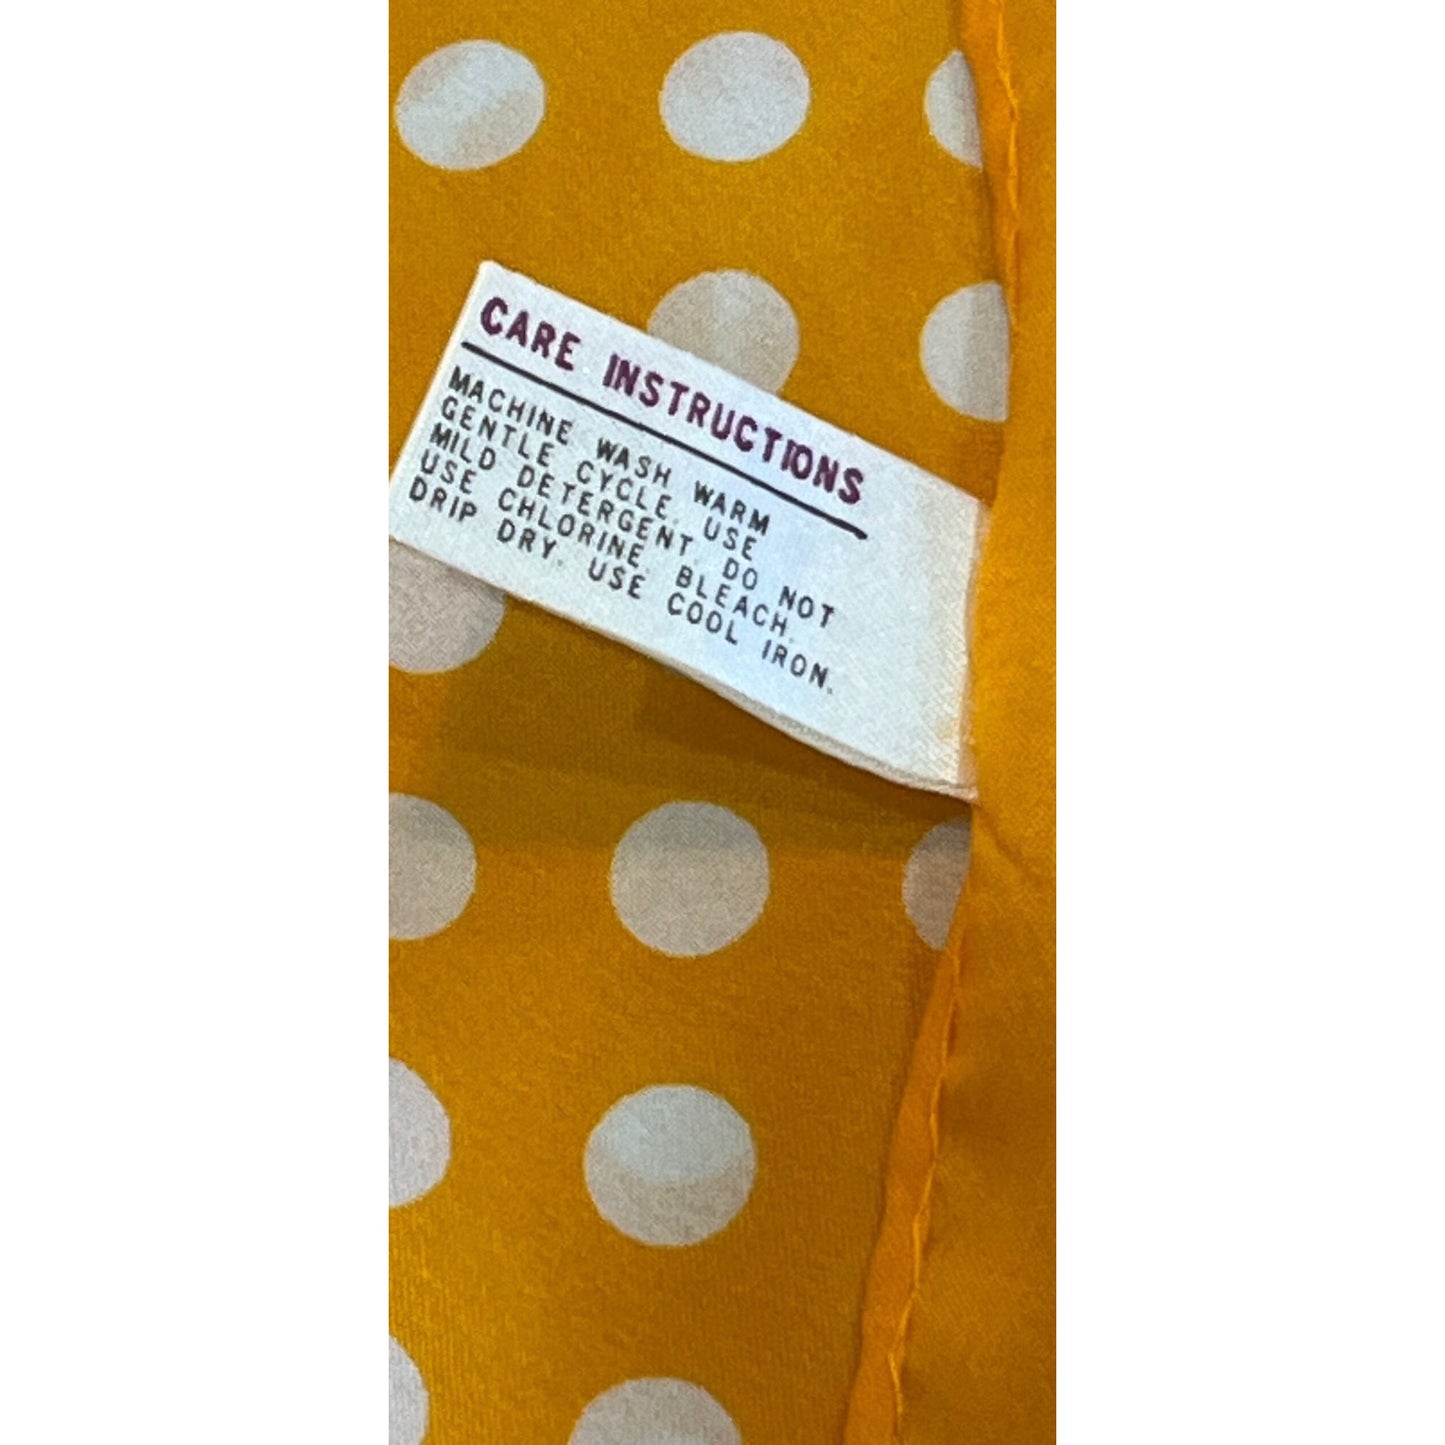 CARE INSTRUCTIONS
MACHINE WASH WARM
GENTLE CYCLE. USE
MILD DETERGENT. DO NOT
USE CHLORINE. BLEACH.
DRIP DRY. USE COOL IRON.